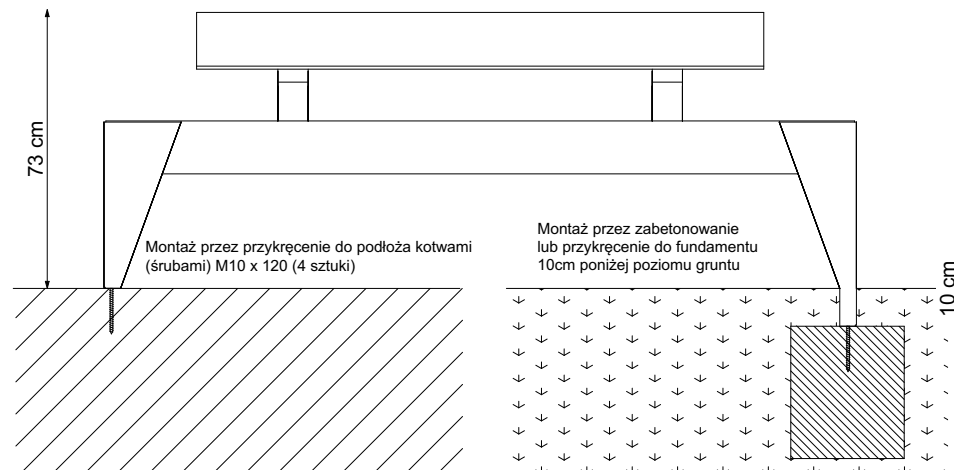 73 cm
Montaż przez przykręcenie do podłoża kotwami
(śrubami) M10 x 120 (4 sztuki)
Montaż przez zabetonowanie
lub przykręcenie do fundamentu
10cm poniżej poziomu gruntu
10 cm